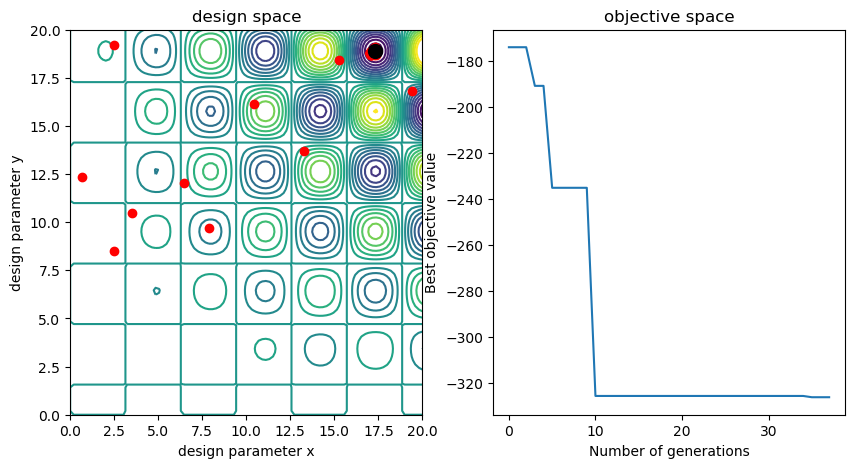 design space
20.0
17.5
15.0
12.5
10.0
7.5
5.0
2.5
0.0
design parameter y
0.0 2.5 5.0 7.5 10.0 12.5 15.0 17.5 20.0
design parameter x
objective space
−180
−200
−220
−240
−260
−280
−300
−320
Best objective value
0 10 20 30
Number of generations